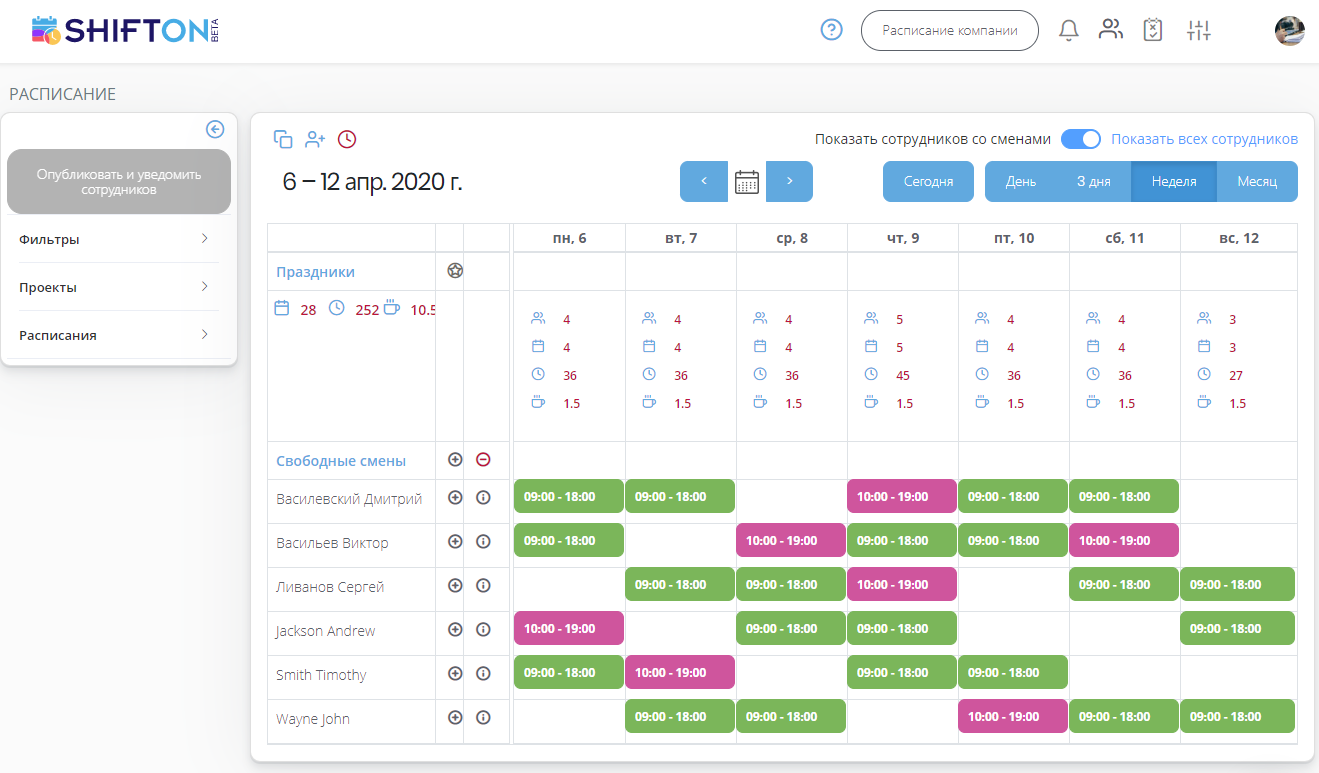 SHIFTON BETA
Расписание компании
РАСПИСАНИЕ
Опубликовать и уведомить
сотрудников
Фильтры
Проекты
Расписания
Показать сотрудников со сменами Показать всех сотрудников
6 – 12 апр. 2020 г.
Сегодня День 3 дня Неделя Месяц
пн, 6 вт, 7 ср, 8 чт, 9 пт, 10 сб, 11 вс, 12
Праздники
28 252 10.5
4 4 4 5 4 4 3
4 4 4 5 4 4 3
36 36 36 45 36 36 27
1.5 1.5 1.5 1.5 1.5 1.5 1.5
Свободные смены
Василевский Дмитрий 09:00 - 18:00 09:00 - 18:00 10:00 - 19:00 09:00 - 18:00 09:00 - 18:00
Васильев Виктор 09:00 - 18:00 10:00 - 19:00 09:00 - 18:00 09:00 - 18:00 10:00 - 19:00
Ливанов Сергей 09:00 - 18:00 09:00 - 18:00 10:00 - 19:00 09:00 - 18:00 09:00 - 18:00
Jackson Andrew 10:00 - 19:00 09:00 - 18:00 09:00 - 18:00 09:00 - 18:00
Smith Timothy 09:00 - 18:00 10:00 - 19:00 09:00 - 18:00 09:00 - 18:00
Wayne John 09:00 - 18:00 09:00 - 18:00 10:00 - 19:00 09:00 - 18:00 09:00 - 18:00